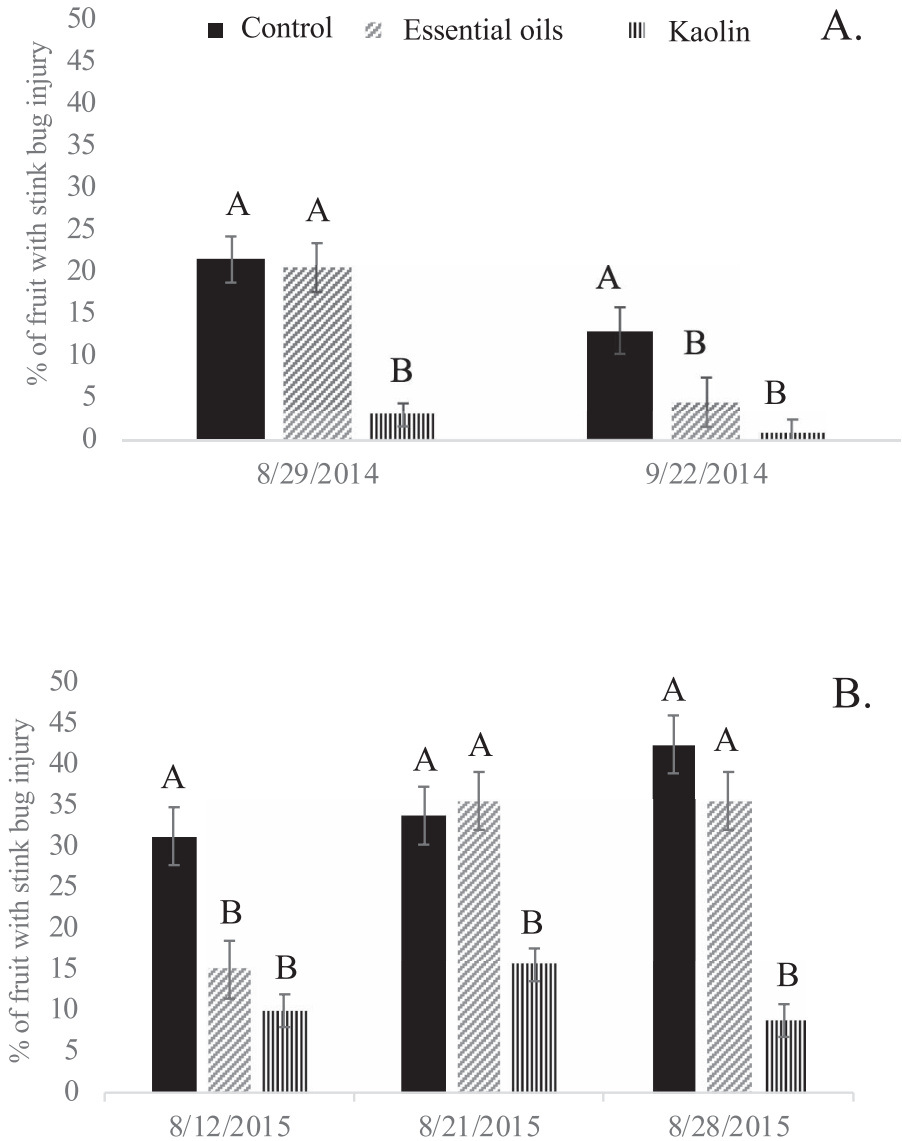 50
Control Essential oils Kaolin
A.
45
40
35
30
25
20
15
10
5
0
% of fruit with stink bug injury
A A B
A B B
8/29/2014 9/22/2014
50
B.
45
40
35
30
25
20
15
10
5
0
% of fruit with stink bug injury
A B B
A A B
A A B
8/12/2015 8/21/2015 8/28/2015